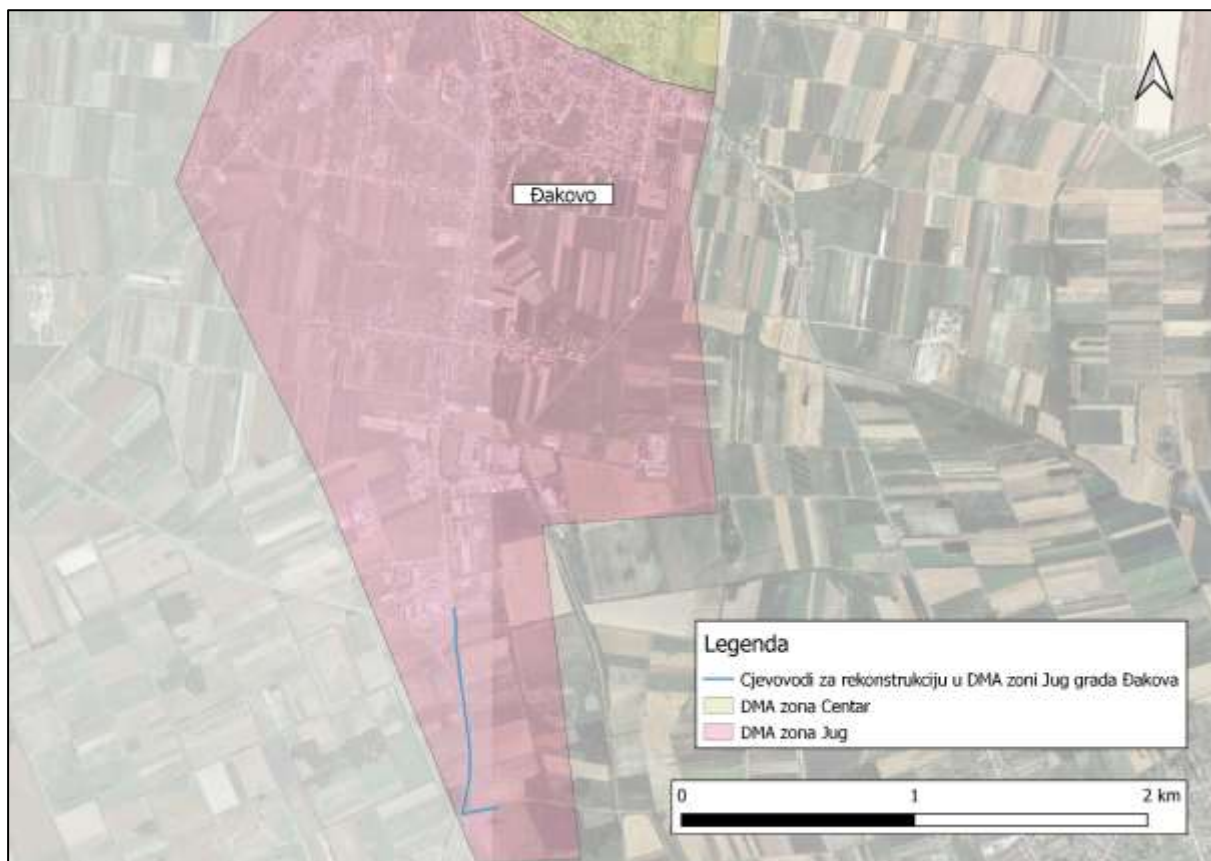 Đakovo
Legenda
Cjevovodi za rekonstrukciju u DMA zoni Jug grada Đakova
DMA zona Centar
DMA zona Jug
0 1 2 km